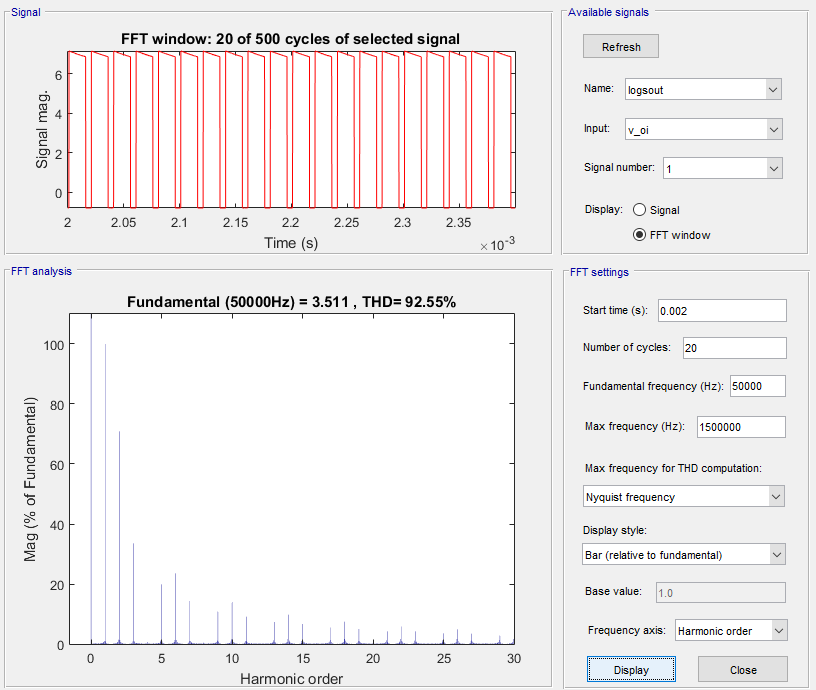 Signal
FFT window: 20 of 500 cycles of selected signal
Signal mag.
6
4
2
0
2
2.05
2.1
2.15
2.2
2.25
2.3
2.35
Time (s)
×10-3
FFT analysis
Fundamental (50000Hz) = 3.511 , THD= 92.55%
Mag (% of Fundamental)
100
80
60
40
20
0
0
5
10
15
20
25
30
Harmonic order
Available signals
Refresh
Name:
logsout
Input:
v_oi
Signal number:
1
Display:
Signal
FFT window
FFT settings
Start time (s):
0.002
Number of cycles:
20
Fundamental frequency (Hz):
50000
Max frequency (Hz):
1500000
Max frequency for THD computation:
Nyquist frequency
Display style:
Bar (relative to fundamental)
Base value:
1.0
Frequency axis:
Harmonic order
Display
Close